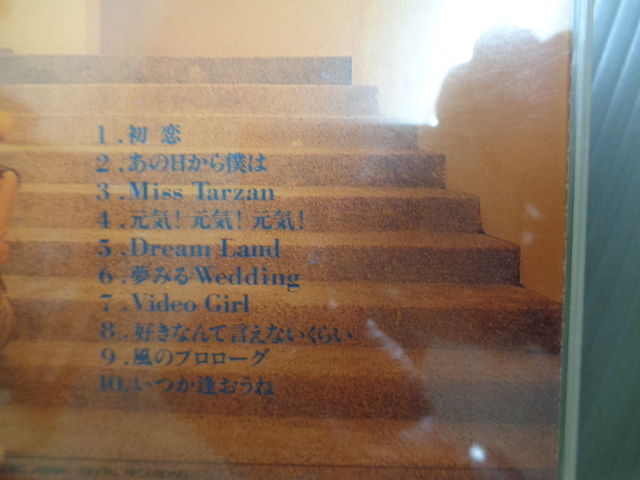 1.初 恋
2.あの日から僕は
3.Miss Tarzan
4.元気!元気!元気!
5.Dream Land
6.夢みるWedding
7.Video Girl
8.好きなんて言えないくらい
9.風のプロローグ
10.いつか逢おうね
DIGITAL RECORDING